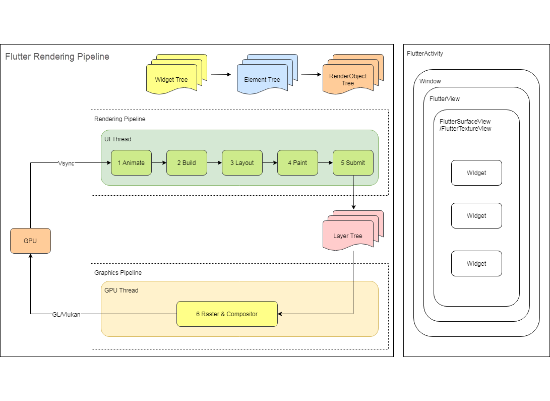 Flutter Rendering Pipeline
Widget Tree
Element Tree
RenderObject
Tree
Rendering Pipeline
UI Thread
1 Animate
2 Build
3 Layout
4 Paint
5 Submit
Vsync
Layer Tree
GPU
Graphics Pipeline
GPU Thread
6 Raster & Compositor
GL/Vulkan
FlutterActivity
Window
FlutterView
FlutterSurfaceView
/FlutterTextureView
Widget
Widget
Widget